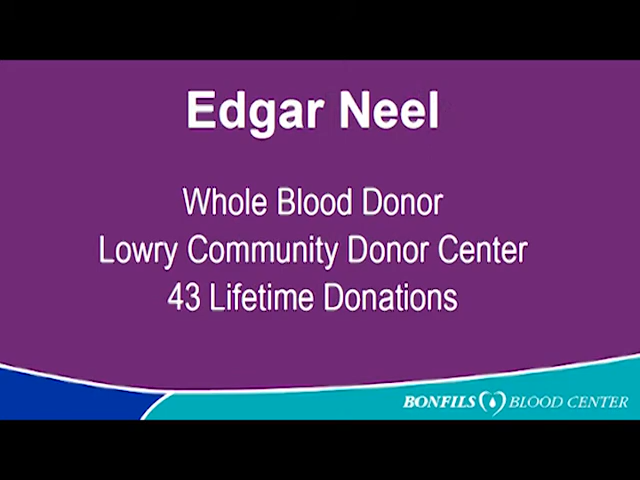 Edgar Neel
Whole Blood Donor
Lowry Community Donor Center
43 Lifetime Donations
BONFILS BLOOD CENTER